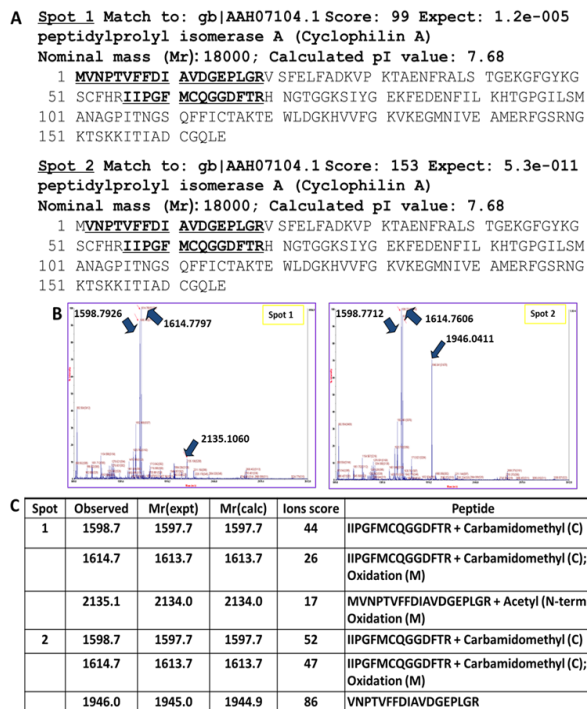 A
Spot 1 Match to: gb|AAH07104.1 Score: 99 Expect: 1.2e-005
peptidylprolyl isomerase A (Cyclophilin A)
Nominal mass (Mr): 18000; Calculated pI value: 7.68
1 MVNPTVFFDI AVDGEPLGRV SFELFADKVP KTAENFRALS TGEKGFGYKG
51 SCFHRIIPGF MCQGGDFTRH NGTGGKSIYG EKFEDENFIL KHTGPGILSM
101 ANAGPITNGS QFFICTAKTE WLDGKHVVFG KVKEGMNIVE AMERFGSRNG
151 KTSKKITIAD CGQLE
Spot 2 Match to: gb|AAH07104.1 Score: 153 Expect: 5.3e-011
peptidylprolyl isomerase A (Cyclophilin A)
Nominal mass (Mr): 18000; Calculated pI value: 7.68
1 MVNPTVFFDI AVDGEPLGRV SFELFADKVP KTAENFRALS TGEKGFGYKG
51 SCFHRIIPGF MCQGGDFTRH NGTGGKSIYG EKFEDENFIL KHTGPGILSM
101 ANAGPITNGS QFFICTAKTE WLDGKHVVFG KVKEGMNIVE AMERFGSRNG
151 KTSKKITIAD CGQLE
B
1598.7926
1614.7797
Spot 1
2135.1060
1598.7712
1614.7606
Spot 2
1946.0411
C
Spot Observed Mr(expt) Mr(calc) Ions score Peptide
1 1598.7 1597.7 1597.7 44 IIPGFMCQGGDFTR + Carbamidomethyl (C)
1614.7 1613.7 1613.7 26 IIPGFMCQGGDFTR + Carbamidomethyl (C);
Oxidation (M)
2135.1 2134.0 2134.0 17 MVNPTVFFDIAVDGEPLGR + Acetyl (N-term
Oxidation (M)
2 1598.7 1597.7 1597.7 52 IIPGFMCQGGDFTR + Carbamidomethyl (C)
1614.7 1613.7 1613.7 47 IIPGFMCQGGDFTR + Carbamidomethyl (C);
Oxidation (M)
1946.0 1945.0 1944.9 86 VNPTVFFDIAVDGEPLGR